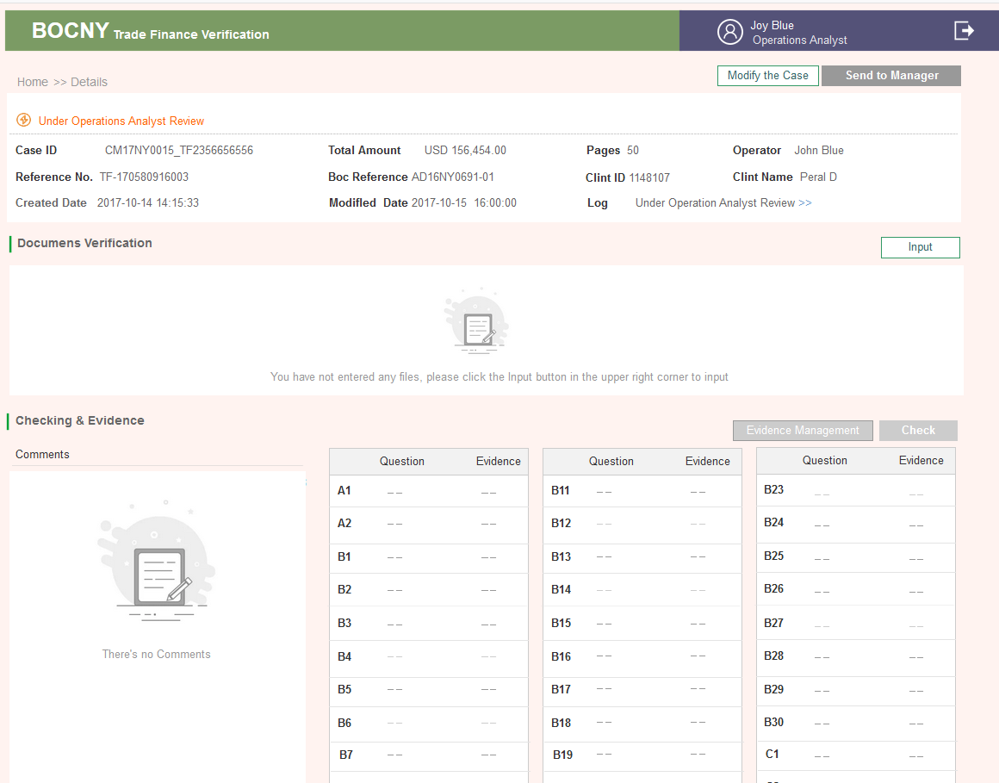 BOCNY Trade Finance Verification
Joy Blue
Operations Analyst
Home >> Details
Modify the Case
Send to Manager
Under Operations Analyst Review
Case ID CM17NY0015_TF2356656556 Total Amount USD 156,454.00 Pages 50 Operator John Blue
Reference No. TF-170580916003 Boc Reference AD16NY0691-01 Clint ID 1148107 Clint Name Peral D
Created Date 2017-10-14 14:15:33 Modifled Date 2017-10-15 16:00:00 Log Under Operation Analyst Review >>
Documens Verification
Input
You have not entered any files, please click the Input button in the upper right corner to input
Checking & Evidence
Evidence Management
Check
Comments
There's no Comments
Question Evidence
A1 -- --
A2 -- --
B1 -- --
B2 -- --
B3 -- --
B4 -- --
B5 -- --
B6 -- --
B7 -- --
Question Evidence
B11 -- --
B12 -- --
B13 -- --
B14 -- --
B15 -- --
B16 -- --
B17 -- --
B18 -- --
B19 -- --
Question Evidence
B23 -- --
B24 -- --
B25 -- --
B26 -- --
B27 -- --
B28 -- --
B29 -- --
B30 -- --
C1 -- --